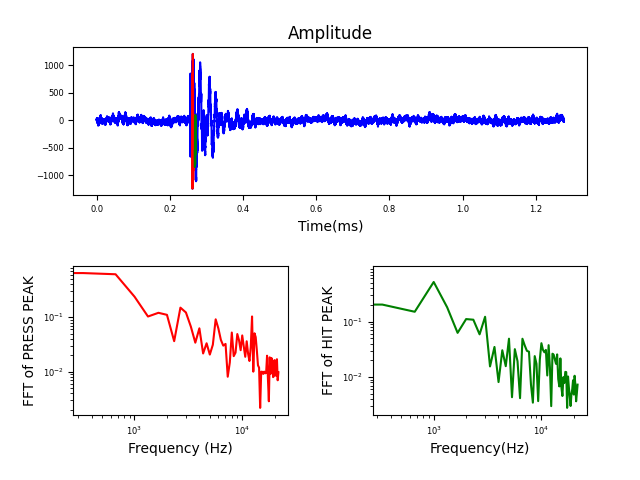 Amplitude
1000
500
0
−500
−1000
0.0 0.2 0.4 0.6 0.8 1.0 1.2
Time(ms)
FFT of PRESS PEAK
10⁻¹
10⁻²
10³ 10⁴
Frequency (Hz)
FFT of HIT PEAK
10⁻¹
10⁻²
10³ 10⁴
Frequency(Hz)